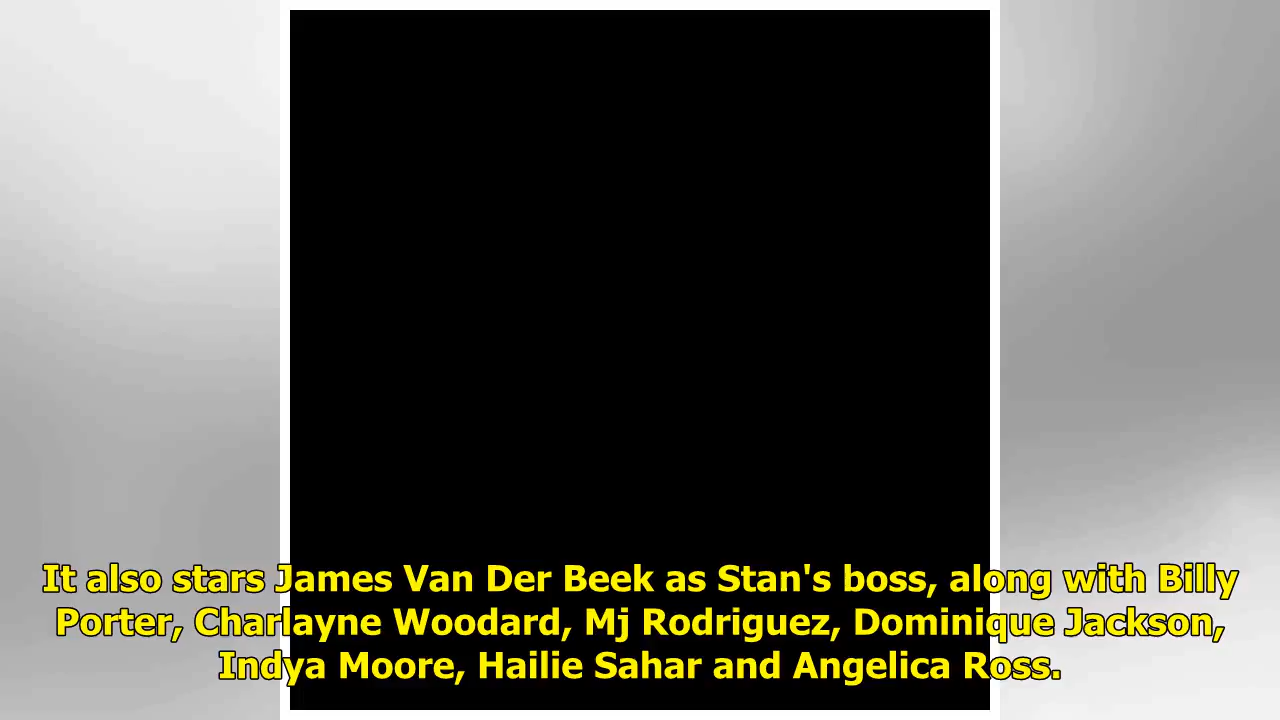 It also stars James Van Der Beek as Stan's boss, along with Billy
Porter, Charlayne Woodard, Mj Rodriguez, Dominique Jackson,
Indya Moore, Hailie Sahar and Angelica Ross.